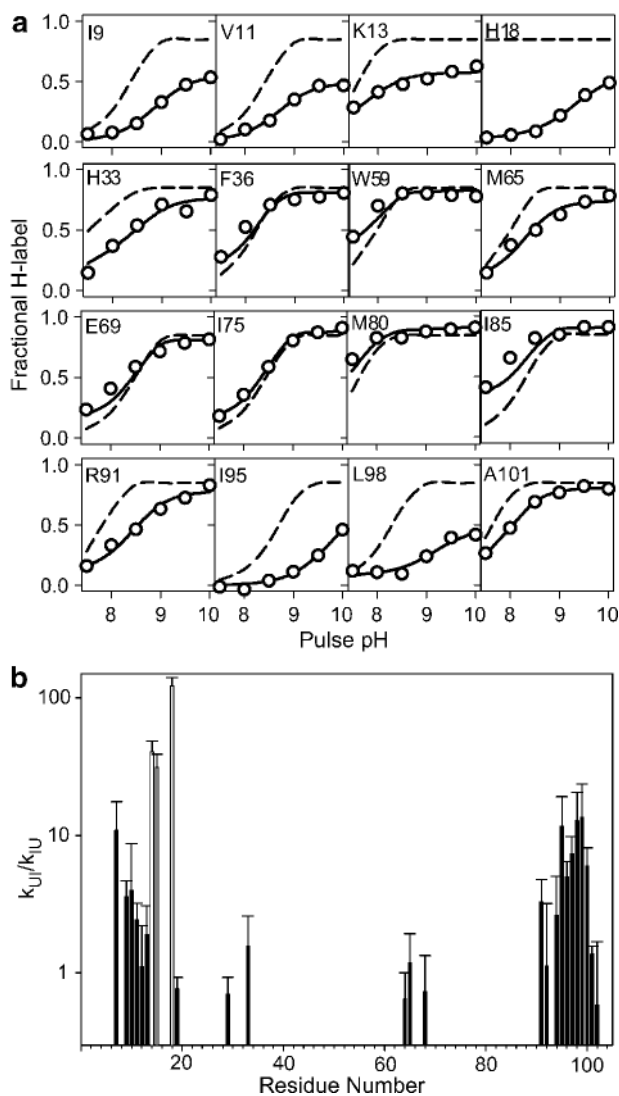 a
I9 V11 K13 H18
1.0
0.5
0.0
H33 F36 W59 M65
1.0
0.5
0.0
E69 I75 M80 I85
1.0
0.5
0.0
R91 I95 L98 A101
1.0
0.5
0.0
Fractional H-label
8 9 10 8 9 10 8 9 10 8 9 10
Pulse pH
b
100
10
1
kUI/kIU
20 40 60 80 100
Residue Number